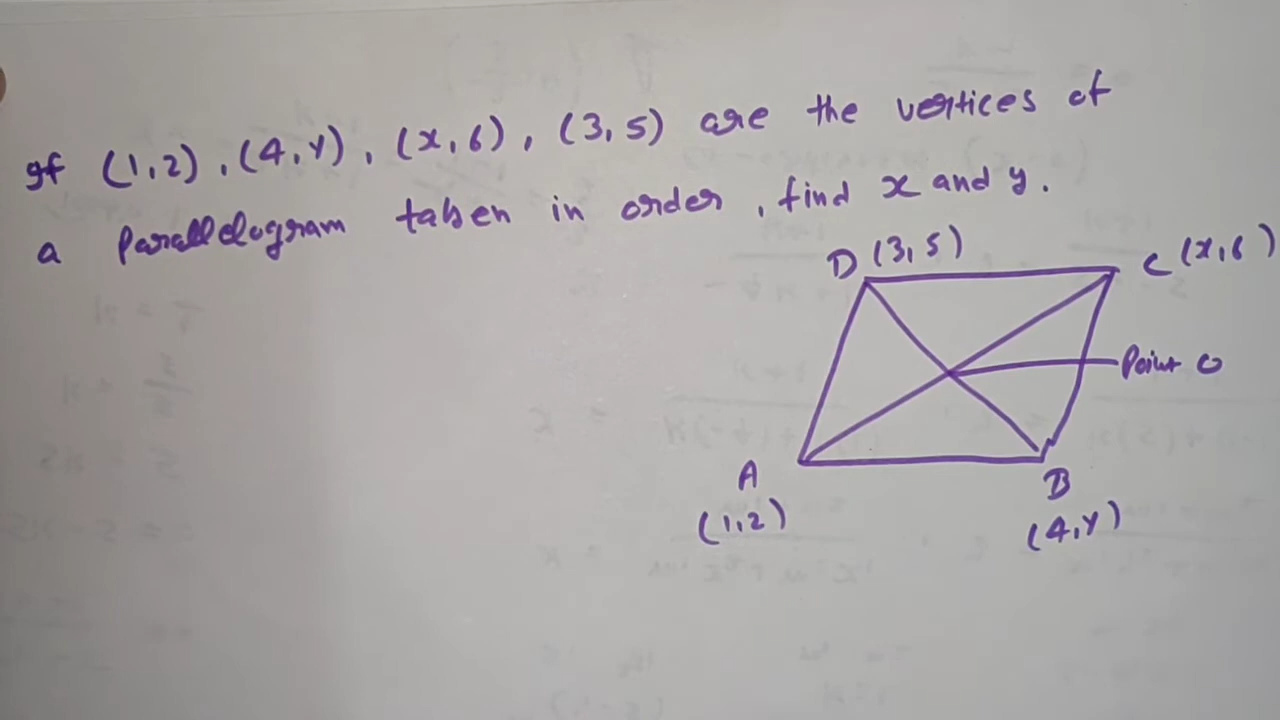 If (1,2), (4,y), (x,6), (3,5) are the vertices of
a Parallelogram taken in order, find x and y.
D (3,5)
C (x,6)
Point O
A
(1,2)
B
(4,y)